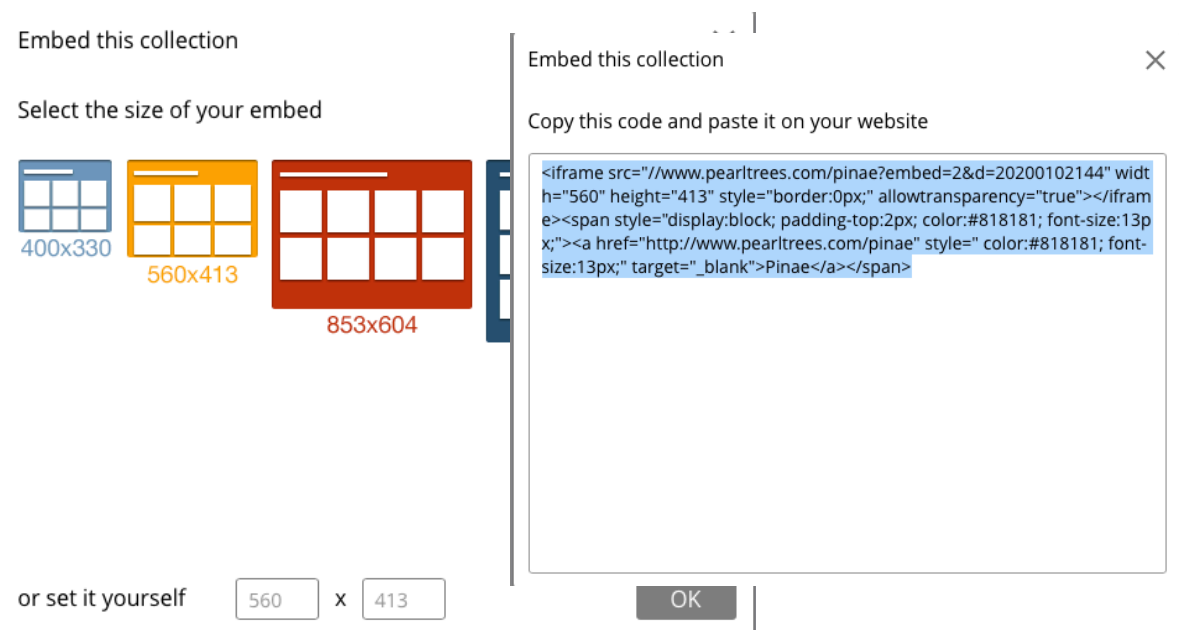 Embed this collection
Select the size of your embed
400x330
560x413
853x604
or set it yourself 560 x 413
OK
Embed this collection
Copy this code and paste it on your website
<iframe src="//www.pearltrees.com/pinae?embed=2&d=20200102144" widt
h="560" height="413" style="border:0px;" allowtransparency="true"></ifram
e><span style="display:block; padding-top:2px; color:#818181; font-size:13p
x;"><a href="http://www.pearltrees.com/pinae" style=" color:#818181; font-
size:13px;" target="_blank">Pinae</a></span>